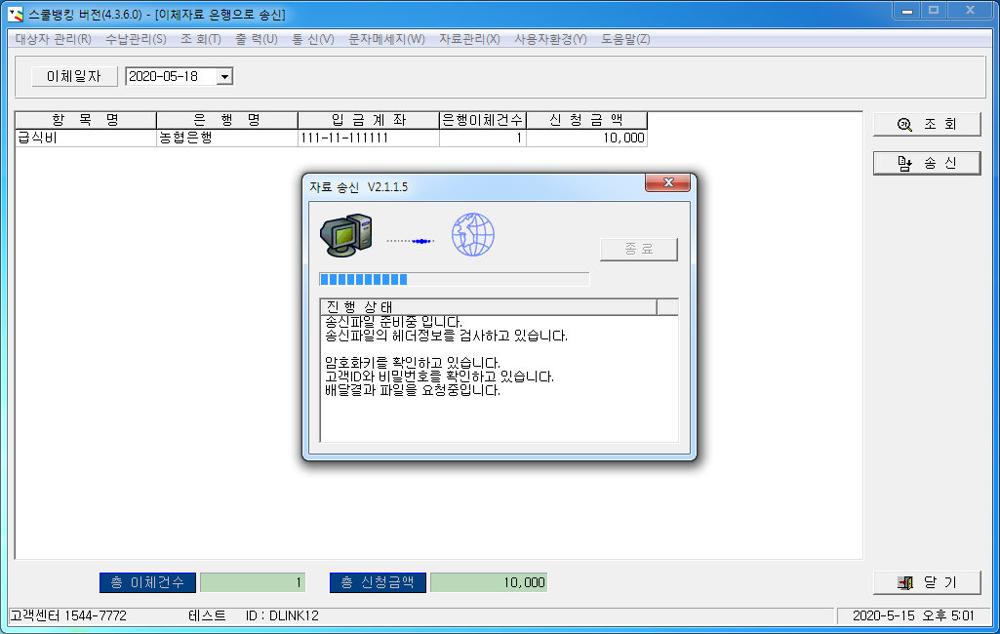 스쿨뱅킹 버전(4.3.6.0) - [이체자료 은행으로 송신]
대상자 관리(R) 수납관리(S) 조 회(T) 출 력(U) 통 신(V) 문자메세지(W) 자료관리(X) 사용자환경(Y) 도움말(Z)
이체일자 2020-05-18
항 목 명 은 행 명 입 금 계 좌 은행이체건수 신 청 금 액
급식비 농협은행 111-11-111111 1 10,000
조 회
송 신
자료 송신 V2.1.1.5
종 료
진 행 상 태
송신파일 준비중 입니다.
송신파일의 헤더정보를 검사하고 있습니다.
암호화키를 확인하고 있습니다.
고객ID와 비밀번호를 확인하고 있습니다.
배달결과 파일을 요청중입니다.
총 이체건수 1 총 신청금액 10,000
닫 기
고객센터 1544-7772 테스트 ID : DLINK12 2020-5-15 오후 5:01